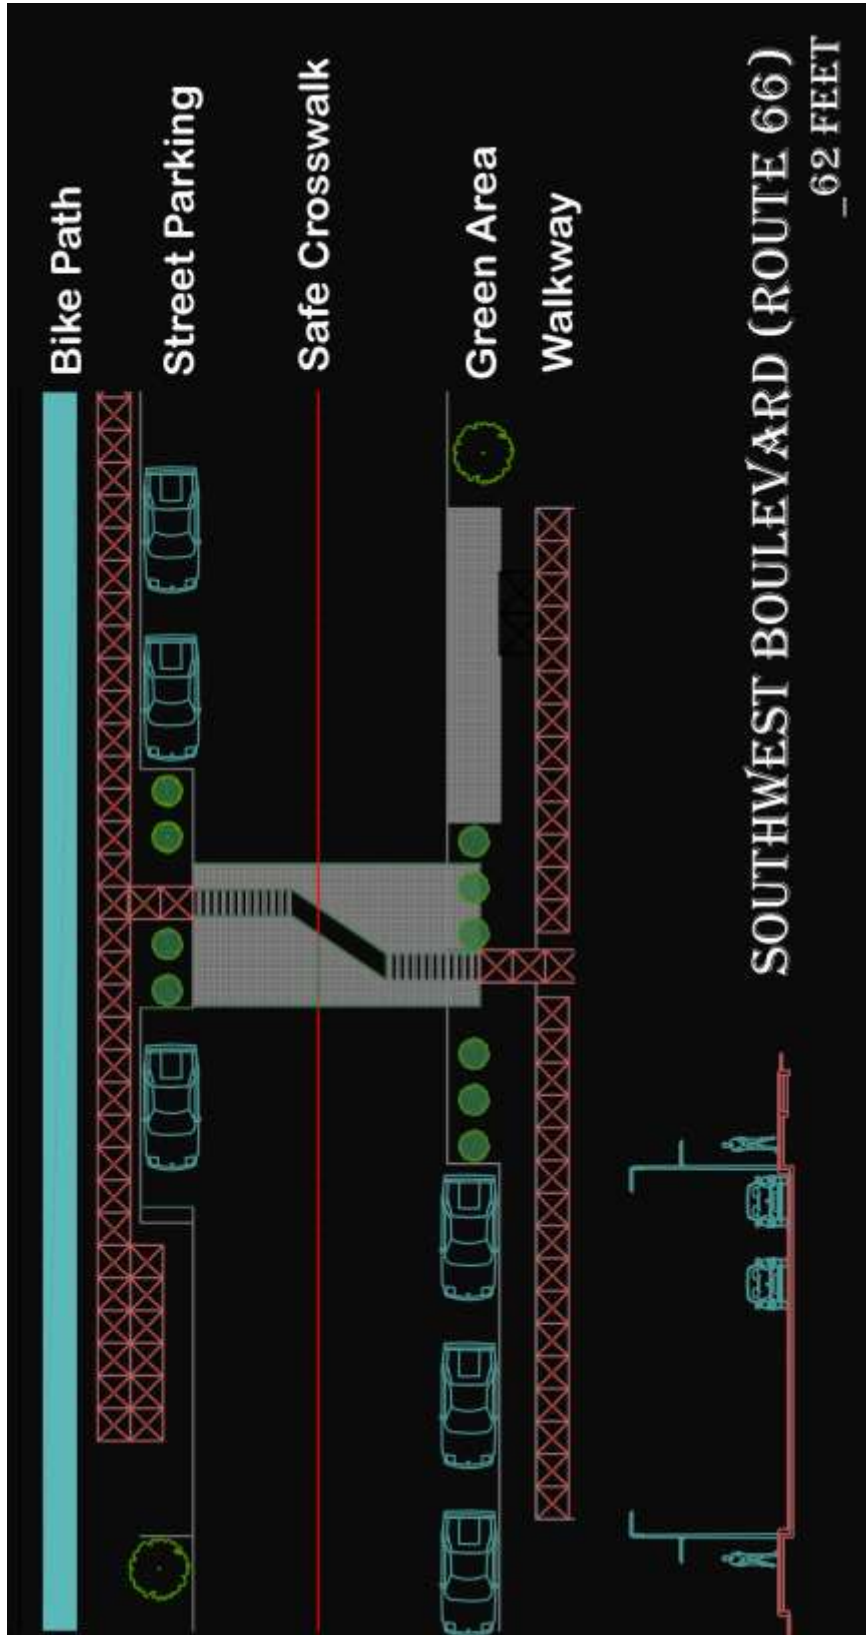 Bike Path
Street Parking
Safe Crosswalk
Green Area
Walkway
SOUTHWEST BOULEVARD (ROUTE 66)
_62 FEET